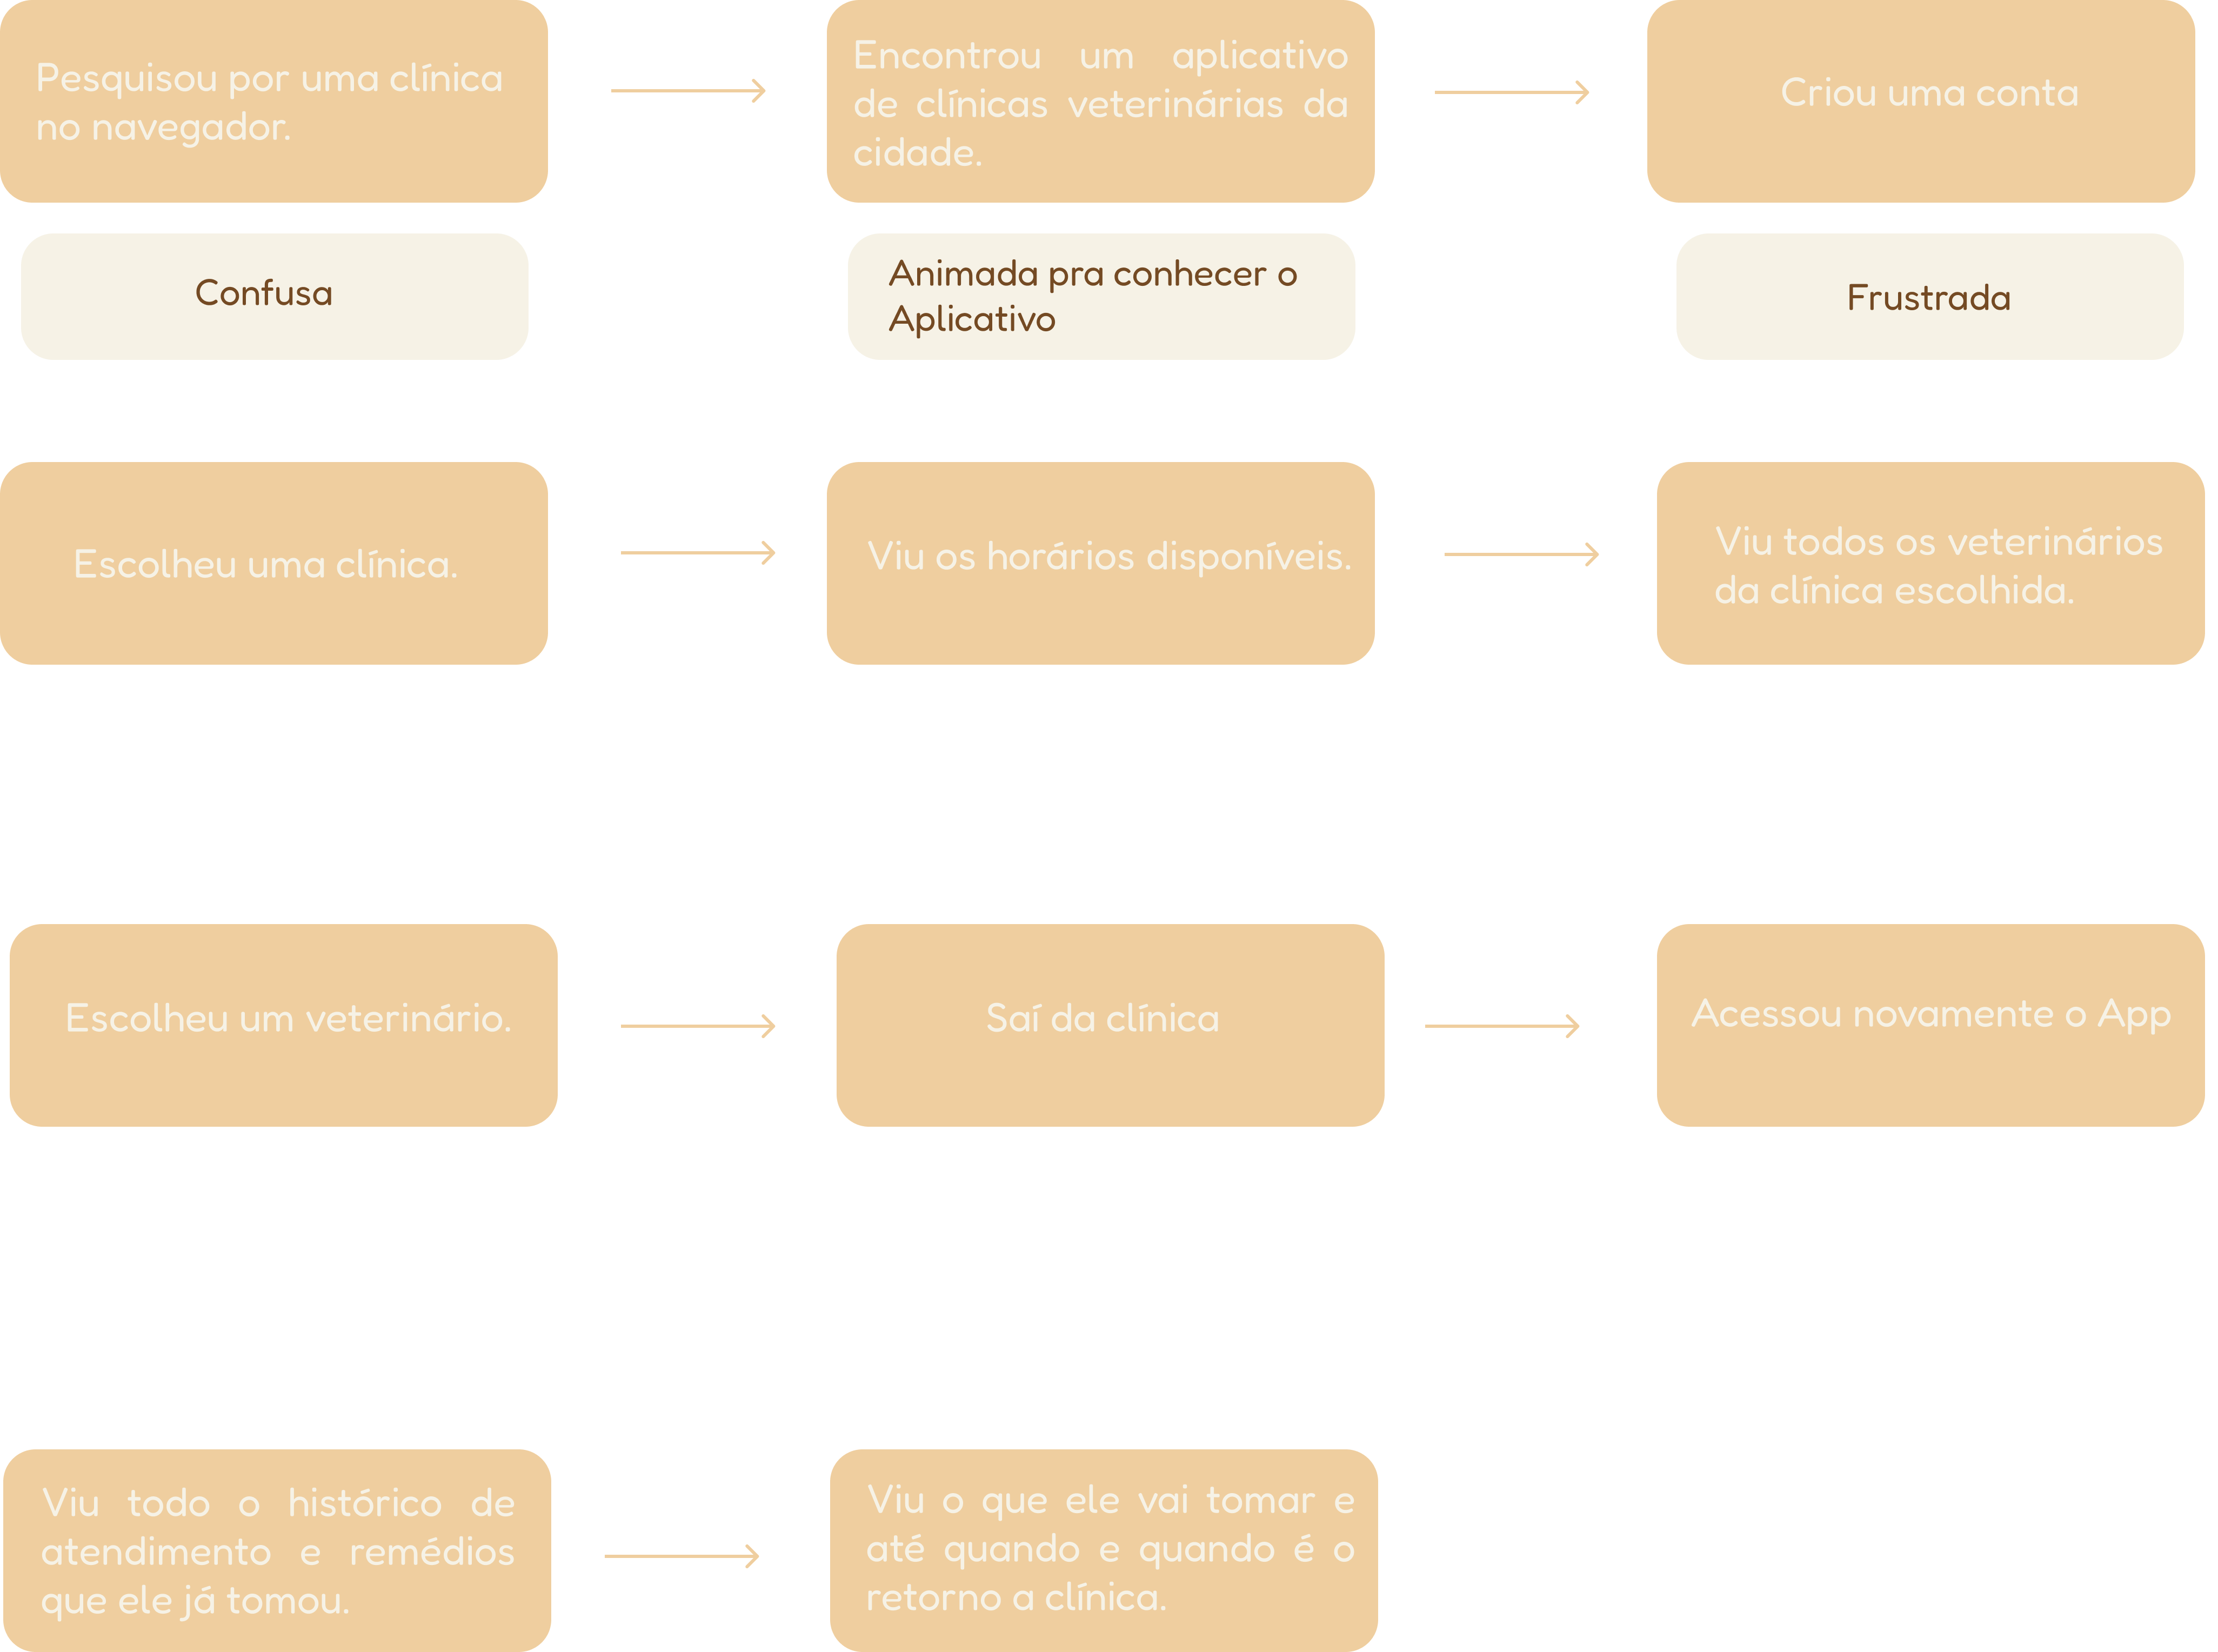 Pesquisou por uma clínica
no navegador.
Encontrou um aplicativo
de clínicas veterinárias da
cidade.
Criou uma conta
Confusa
Animada pra conhecer o
Aplicativo
Frustrada
Escolheu uma clínica.
Viu os horários disponíveis.
Viu todos os veterinários
da clínica escolhida.
Escolheu um veterinário.
Saí da clínica
Acessou novamente o App
Viu todo o histórico de
atendimento e remédios
que ele já tomou.
Viu o que ele vai tomar e
até quando e quando é o
retorno a clínica.